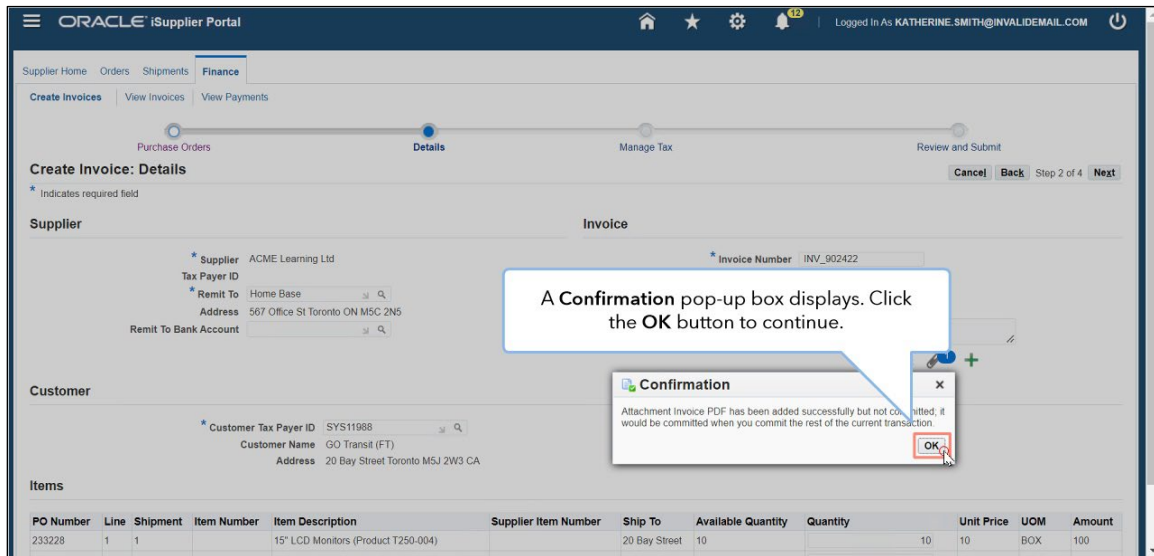 ORACLE iSupplier Portal
12
Logged In As KATHERINE.SMITH@INVALIDEMAIL.COM
Supplier Home Orders Shipments Finance
Create Invoices View Invoices View Payments
Purchase Orders Details Manage Tax Review and Submit
Create Invoice: Details
Cancel Back Step 2 of 4 Next
* Indicates required field
Supplier
Invoice
* Supplier ACME Learning Ltd
* Invoice Number INV_902422
Tax Payer ID
* Remit To Home Base
Address 567 Office St Toronto ON M5C 2N5
Remit To Bank Account
A Confirmation pop-up box displays. Click
the OK button to continue.
Confirmation
Attachment Invoice PDF has been added successfully but not committed; it
would be committed when you commit the rest of the current transaction.
OK
Customer
* Customer Tax Payer ID SYS11988
Customer Name GO Transit (FT)
Address 20 Bay Street Toronto M5J 2W3 CA
Items
PO Number Line Shipment Item Number Item Description Supplier Item Number Ship To Available Quantity Quantity Unit Price UOM Amount
233228 1 1 15" LCD Monitors (Product T250-004) 20 Bay Street 10 10 10 BOX 100